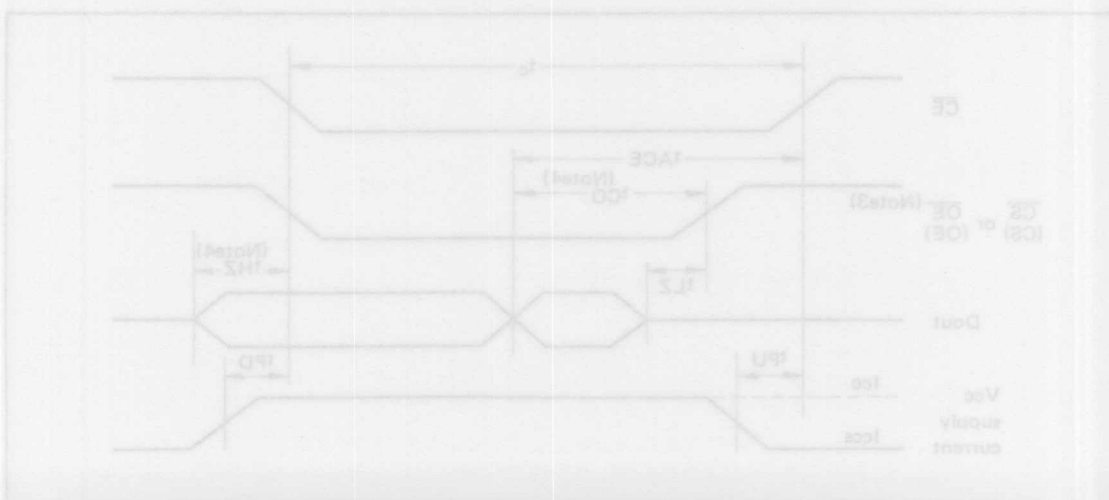 tc
CE
tACE
(Note4)
tCO
CS or OE (Note3)
(CS) (OE)
(Note4)
tHZ
tLZ
Dout
tPD
tPU
Icc
Vcc
supply
current
Iccs